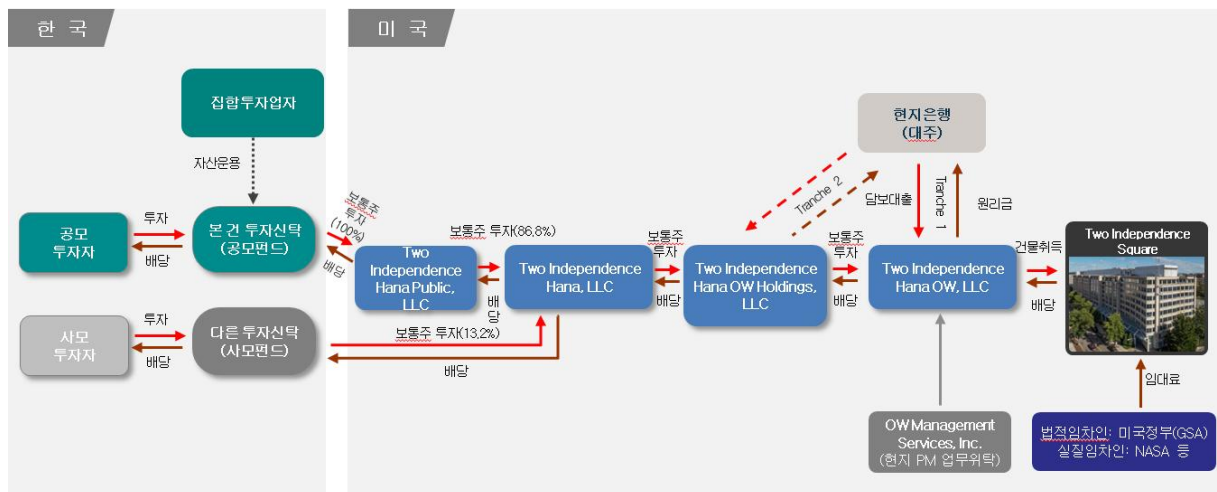 한 국
미 국
집합투자업자
자산운용
공모
투자자
투자
배당
본 건 투자신탁
(공모펀드)
보통주
투자
(100%)
배당
Two
Independence
Hana Public,
LLC
보통주 투자(86.8%)
배
당
Two Independence
Hana, LLC
보통주
투자
배당
Two Independence
Hana OW Holdings,
LLC
보통주
투자
배당
Two Independence
Hana OW, LLC
현지은행
(대주)
Tranche 2
담보대출
Tranche 1
원리금
건물취득
배당
Two Independence
Square
사모
투자자
투자
배당
다른 투자신탁
(사모펀드)
보통주 투자(13.2%)
배당
임대료
OW Management
Services, Inc.
(현지 PM 업무위탁)
법적임차인: 미국정부(GSA)
실질임차인: NASA 등